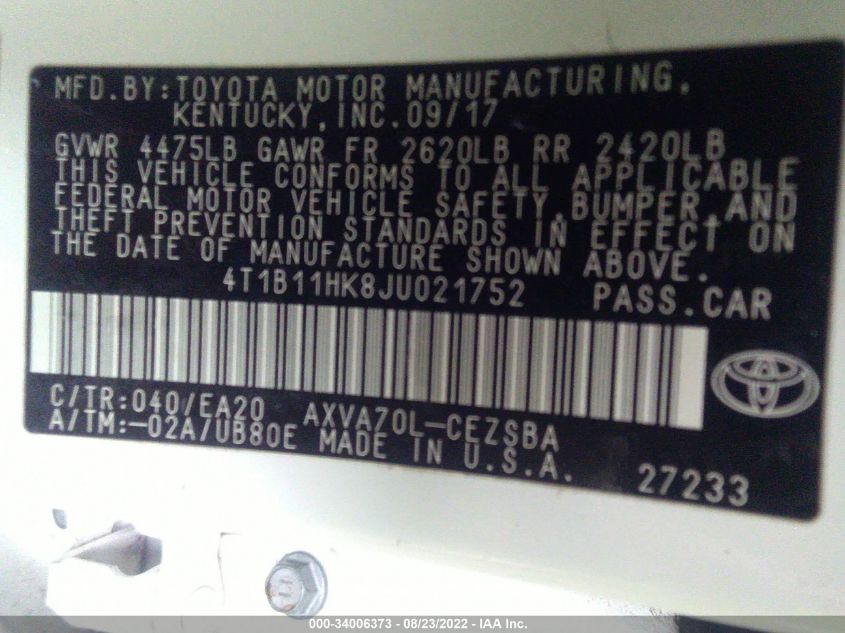 MFD.BY:TOYOTA MOTOR MANUFACTURING,
KENTUCKY,INC.09/17
GVWR 4475LB GAWR FR 2620LB RR 2420LB
THIS VEHICLE CONFORMS TO ALL APPLICABLE
FEDERAL MOTOR VEHICLE SAFETY,BUMPER,AND
THEFT PREVENTION STANDARDS IN EFFECT ON
THE DATE OF MANUFACTURE SHOWN ABOVE.
4T1B11HK8JU021752 PASS.CAR
C/TR:040/EA20 AXVA70L-CEZSBA
A/TM:-02A/UB80E MADE IN U.S.A. 27233
000-34006373 - 08/23/2022 - IAA Inc.